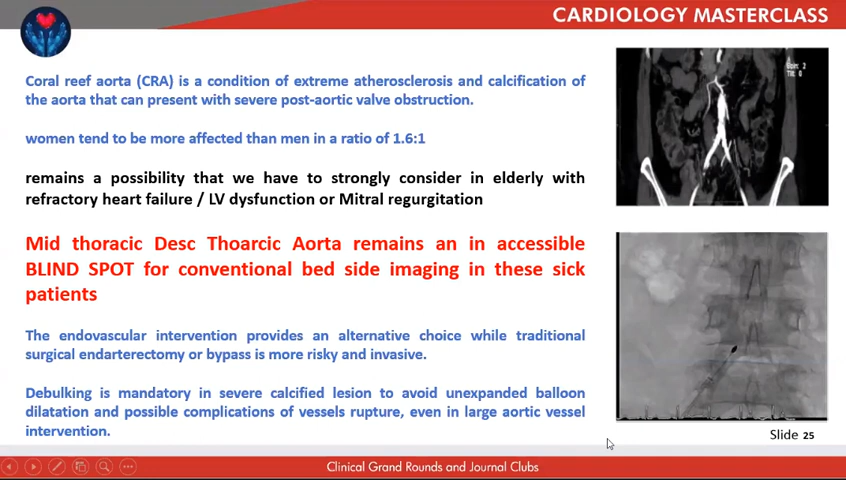 CARDIOLOGY MASTERCLASS
Coral reef aorta (CRA) is a condition of extreme atherosclerosis and calcification of
the aorta that can present with severe post-aortic valve obstruction.
women tend to be more affected than men in a ratio of 1.6:1
remains a possibility that we have to strongly consider in elderly with
refractory heart failure / LV dysfunction or Mitral regurgitation
Mid thoracic Desc Thoarcic Aorta remains an in accessible
BLIND SPOT for conventional bed side imaging in these sick
patients
The endovascular intervention provides an alternative choice while traditional
surgical endarterectomy or bypass is more risky and invasive.
Debulking is mandatory in severe calcified lesion to avoid unexpanded balloon
dilatation and possible complications of vessels rupture, even in large aortic vessel
intervention.
Tilt: 0
Slide 25
Clinical Grand Rounds and Journal Clubs